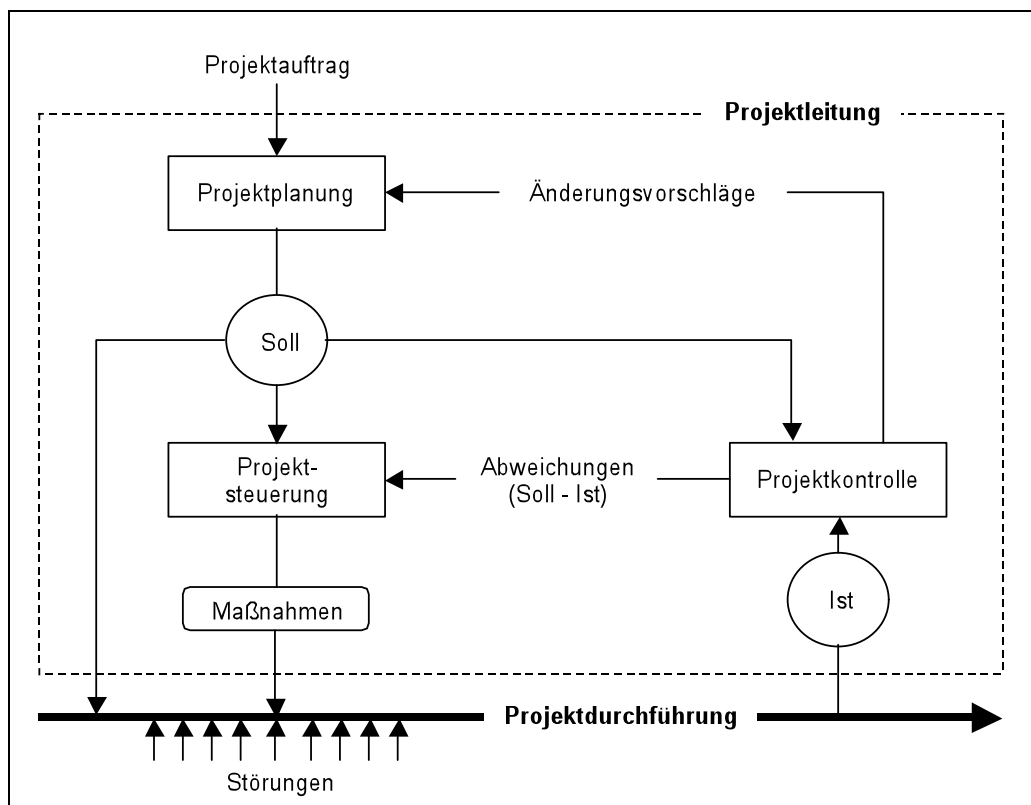 Projektauftrag
Projektleitung
Projektplanung
Änderungsvorschläge
Soll
Projekt-
steuerung
Abweichungen
(Soll - Ist)
Projektkontrolle
Maßnahmen
Ist
Projektdurchführung
Störungen